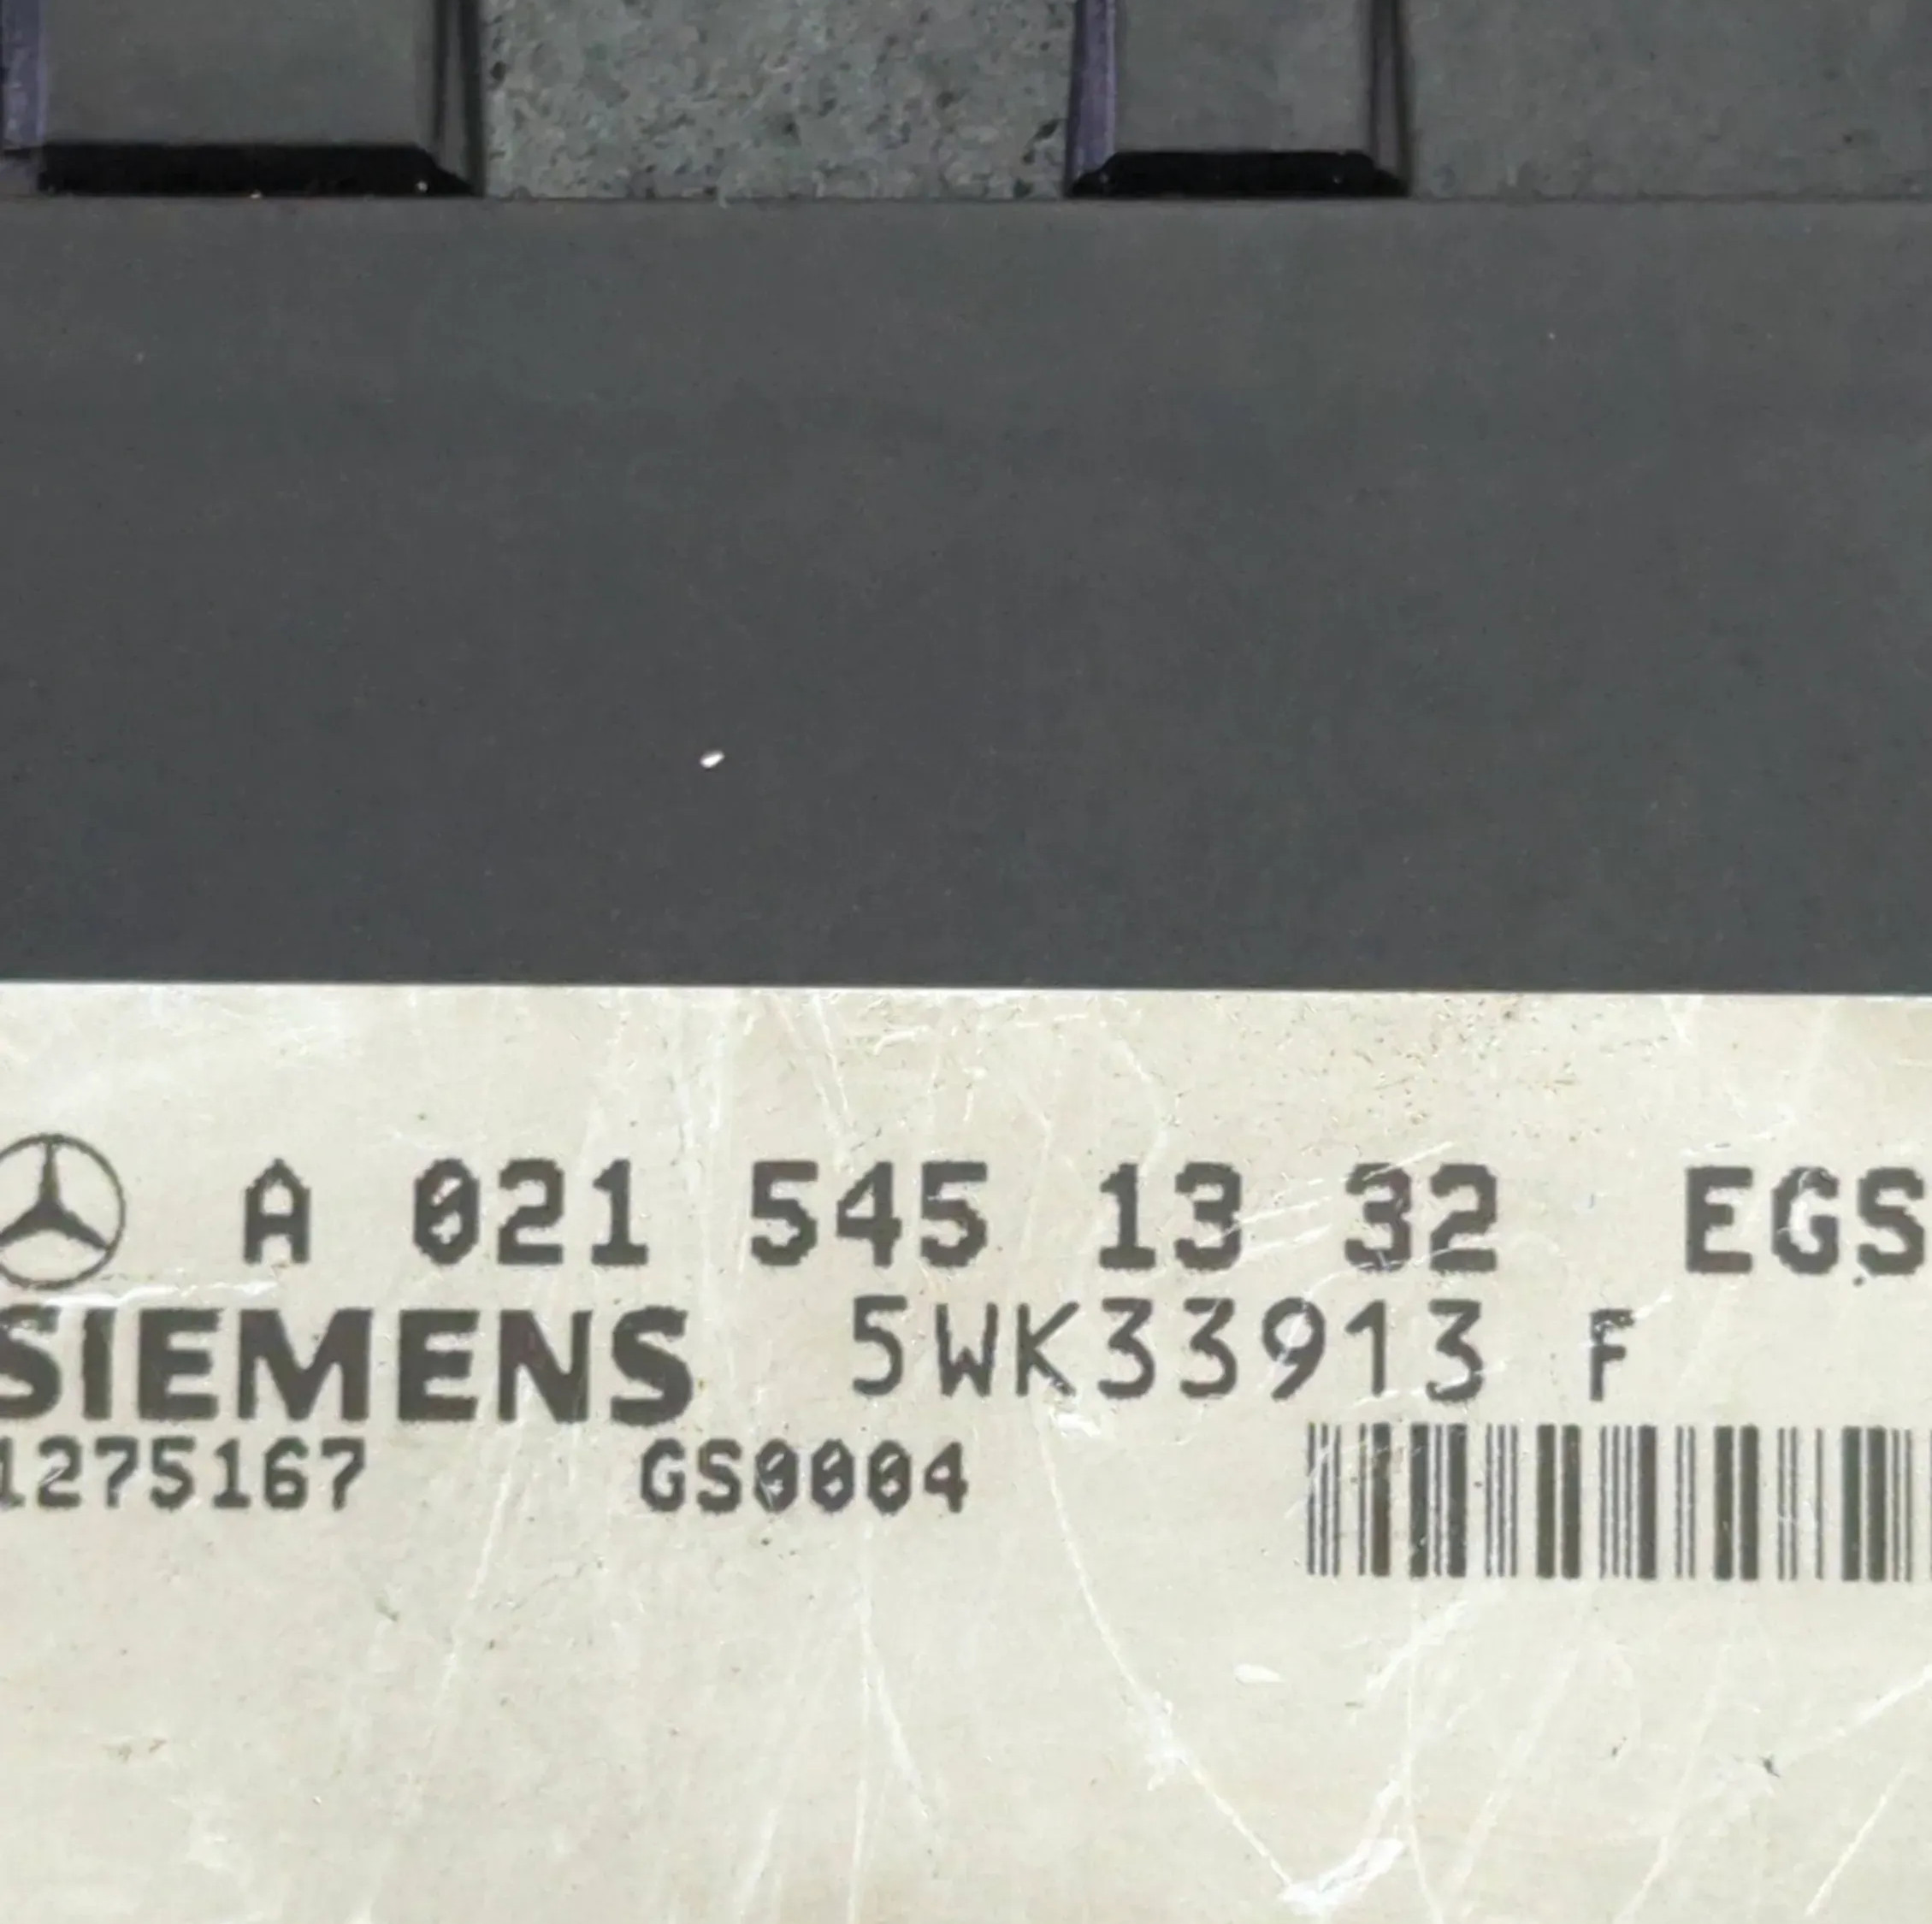 A 021 545 13 32 EGS
SIEMENS 5WK33913 F
1275167 GS0004